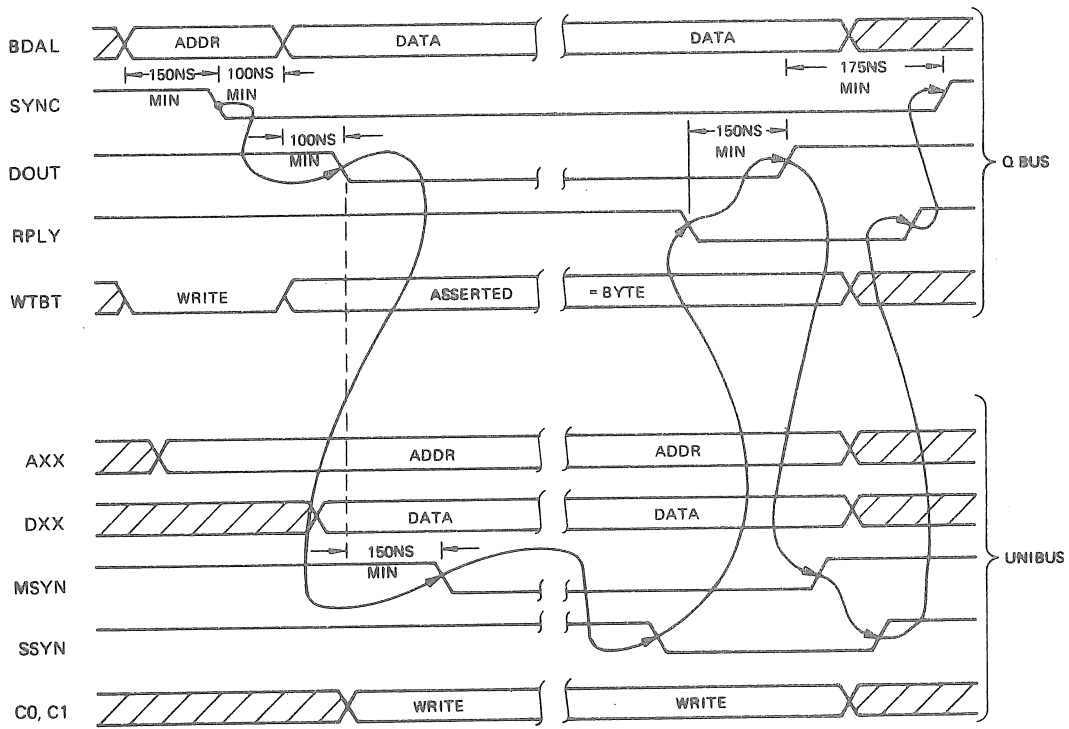 BDAL
ADDR
DATA
DATA
150NS
MIN
100NS
MIN
175NS
MIN
SYNC
100NS
MIN
150NS
MIN
DOUT
Q BUS
RPLY
WTBT
WRITE
ASSERTED
= BYTE
AXX
ADDR
ADDR
DXX
DATA
DATA
150NS
MIN
UNIBUS
MSYN
SSYN
C0, C1
WRITE
WRITE